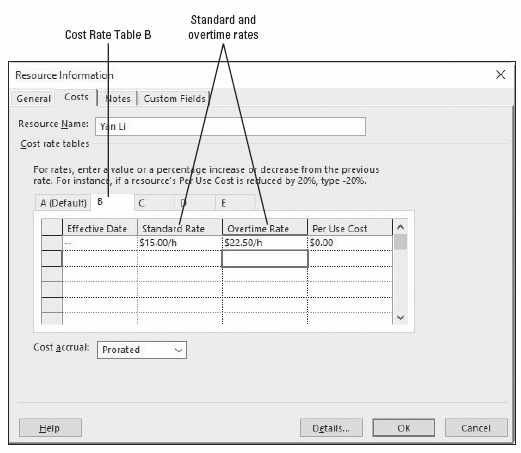 Standard and
overtime rates
Cost Rate Table B
Resource Information
General Costs Notes Custom Fields
Resource Name: Yan Li
Cost rate tables
For rates, enter a value or a percentage increase or decrease from the previous
rate. For instance, if a resource's Per Use Cost is reduced by 20%, type -20%.
A (Default) B C D E
Effective Date Standard Rate Overtime Rate Per Use Cost
-- $15.00/h $22.50/h $0.00
Cost accrual: Prorated
Help Details... OK Cancel